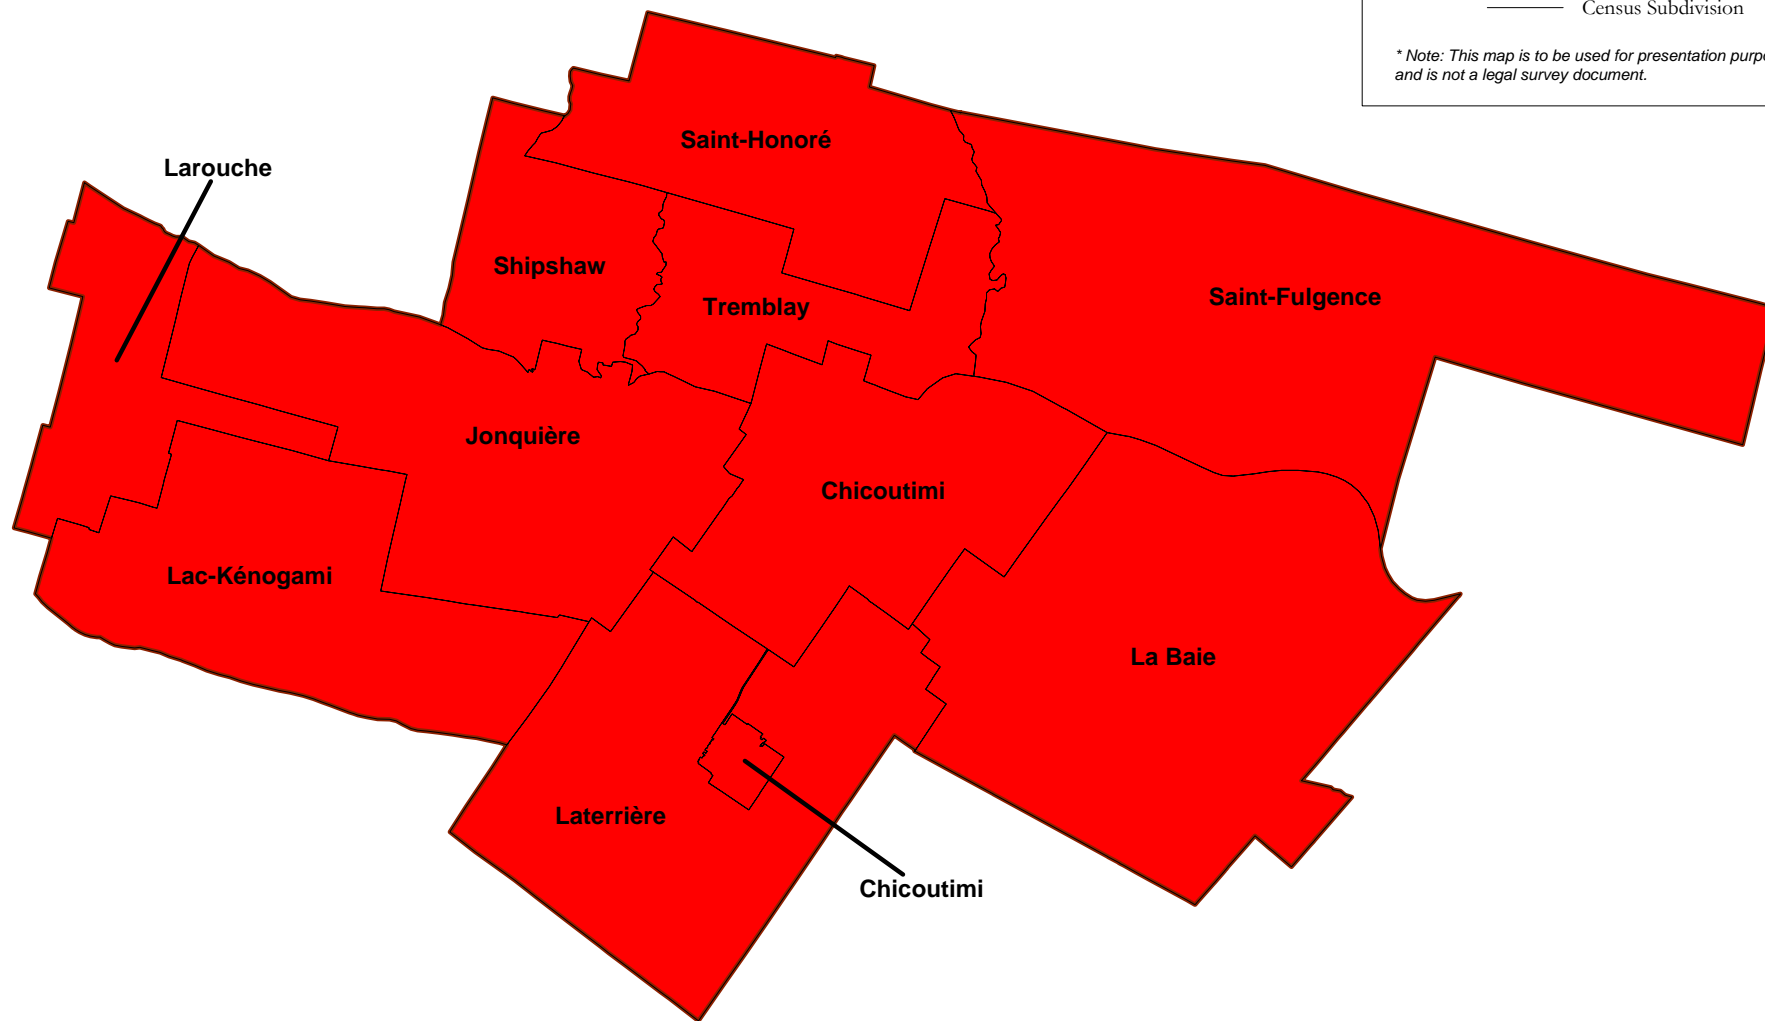 Census Subdivision
* Note: This map is to be used for presentation
and is not a legal survey document.
Saint-Honoré
Larouche
Shipshaw
Tremblay
Saint-Fulgence
Jonquière
Chicoutimi
Lac-Kénogami
La Baie
Laterrière
Chicoutimi